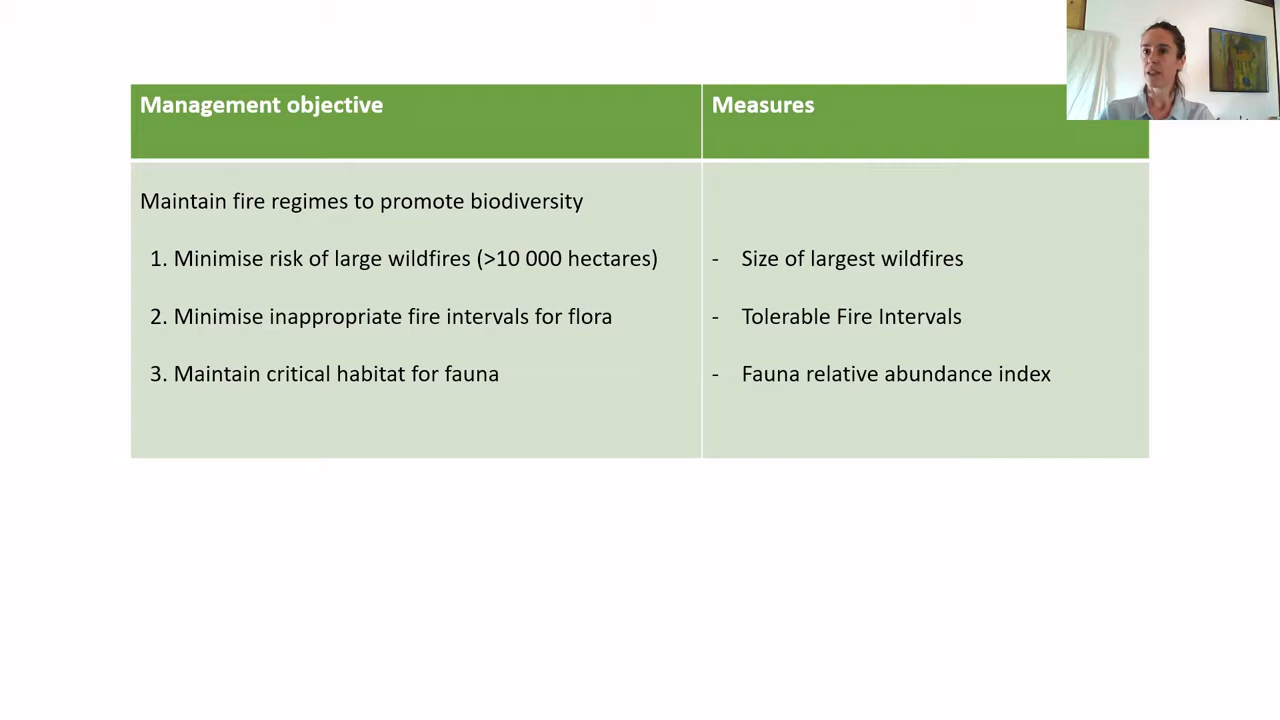 Management objective
Measures
Maintain fire regimes to promote biodiversity
1. Minimise risk of large wildfires (>10 000 hectares)
- Size of largest wildfires
2. Minimise inappropriate fire intervals for flora
- Tolerable Fire Intervals
3. Maintain critical habitat for fauna
- Fauna relative abundance index